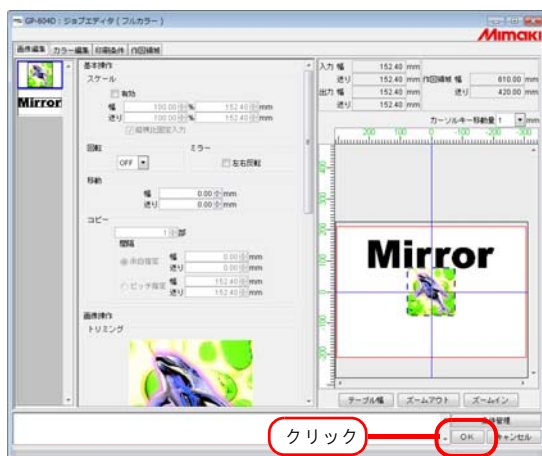 GP-604D：ジョブエディタ（フルカラー）
Mimaki
画像編集 カラー編集 印刷条件 作図領域
Mirror
基本操作
スケール
有効
幅 100.00 % 152.40 mm
送り 100.00 % 152.40 mm
縦横比固定入力
回転 ミラー
OFF 左右反転
移動
幅 0.00 mm
送り 0.00 mm
コピー
1 部
間隔
余白指定 幅 0.00 mm
送り 0.00 mm
ピッチ指定 幅 152.40 mm
送り 152.40 mm
画像操作
トリミング
入力 幅 152.40 mm 作図領域 幅 610.00 mm
送り 152.40 mm 送り 420.00 mm
出力 幅 152.40 mm
送り 152.40 mm
カーソルキー移動量 1 mm
200 100 0 -100 -200 -300
Mirror
テーブル幅 ズームアウト ズームイン
クリック
OK キャンセル